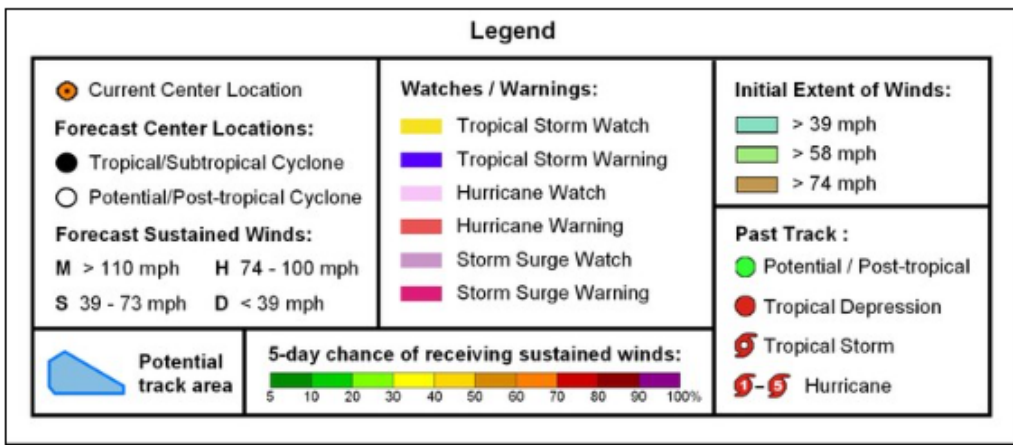 Legend
Current Center Location
Forecast Center Locations:
Tropical/Subtropical Cyclone
Potential/Post-tropical Cyclone
Forecast Sustained Winds:
M > 110 mph H 74 - 100 mph
S 39 - 73 mph D < 39 mph
Watches / Warnings:
Tropical Storm Watch
Tropical Storm Warning
Hurricane Watch
Hurricane Warning
Storm Surge Watch
Storm Surge Warning
Initial Extent of Winds:
> 39 mph
> 58 mph
> 74 mph
Past Track :
Potential / Post-tropical
Tropical Depression
Tropical Storm
1 - 5 Hurricane
Potential
track area
5-day chance of receiving sustained winds:
5 10 20 30 40 50 60 70 80 90 100%